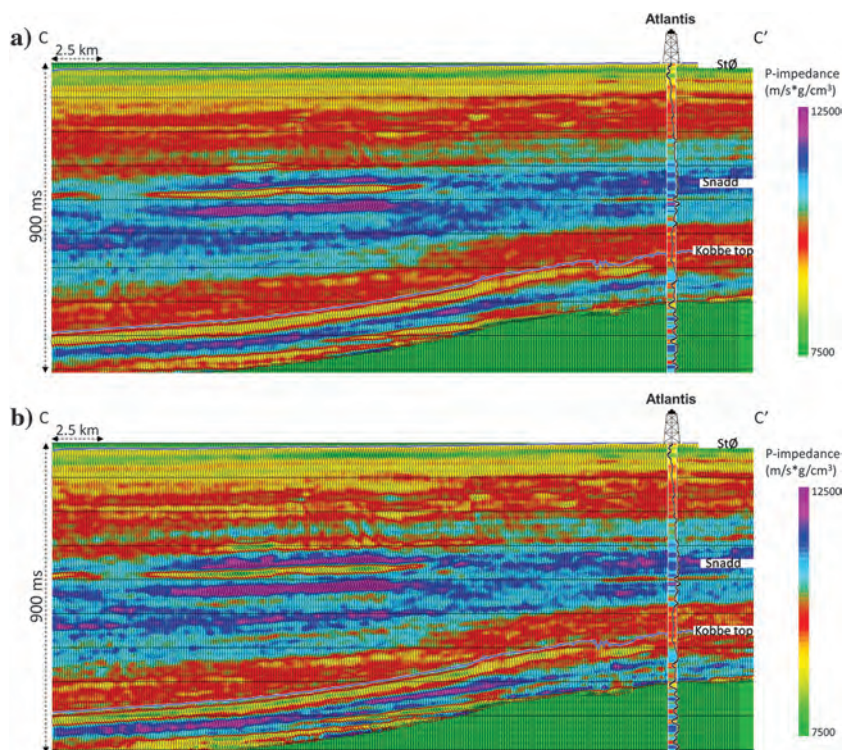 a)
C
2.5 km
Atlantis
C'
StØ
P-impedance
(m/s*g/cm³)
12500
Snadd
900 ms
Kobbe top
7500
b)
C
2.5 km
Atlantis
C'
StØ
P-impedance
(m/s*g/cm³)
12500
Snadd
900 ms
Kobbe top
7500